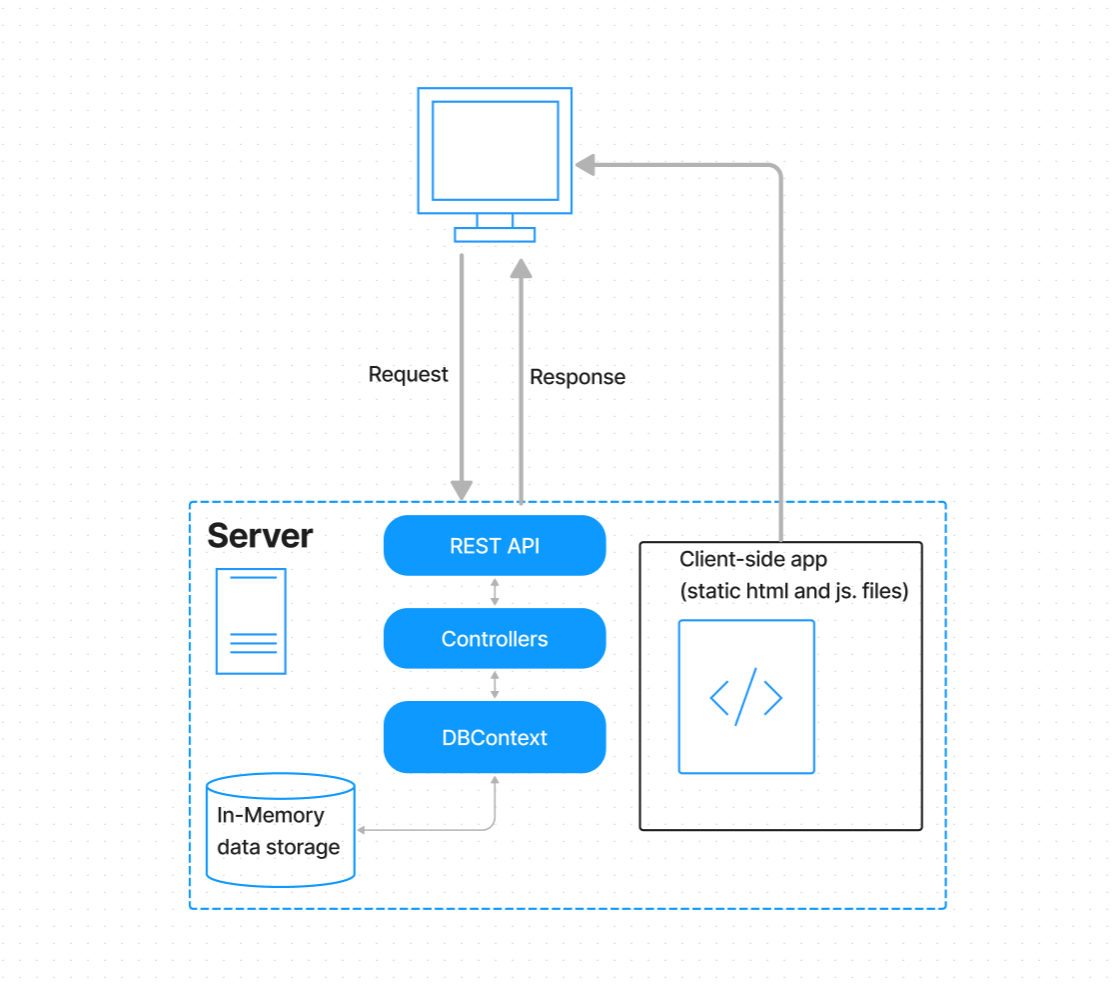 Request
Response
Server
REST API
Client-side app
(static html and js. files)
Controllers
DBContext
In-Memory
data storage